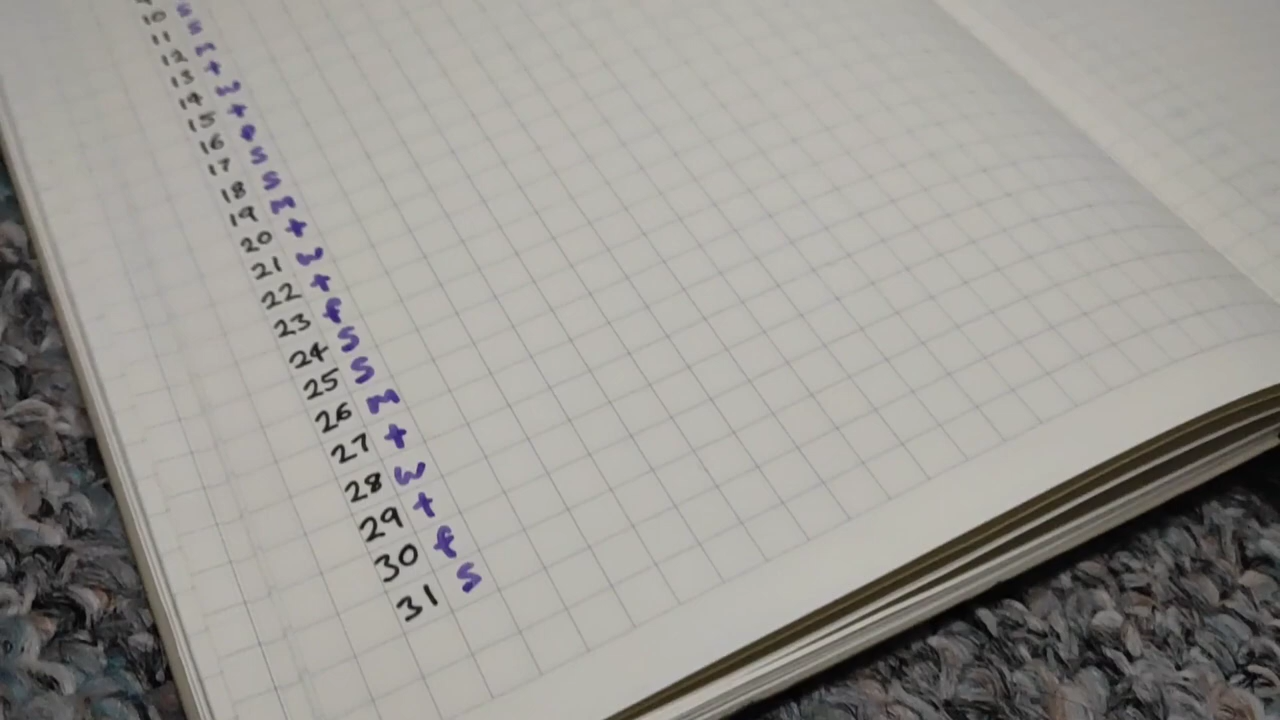 10 s
11 s
12 m
13 t
14 w
15 t
16 f
17 s
18 s
19 m
20 t
21 w
22 t
23 f
24 S
25 S
26 m
27 t
28 w
29 t
30 f
31 S